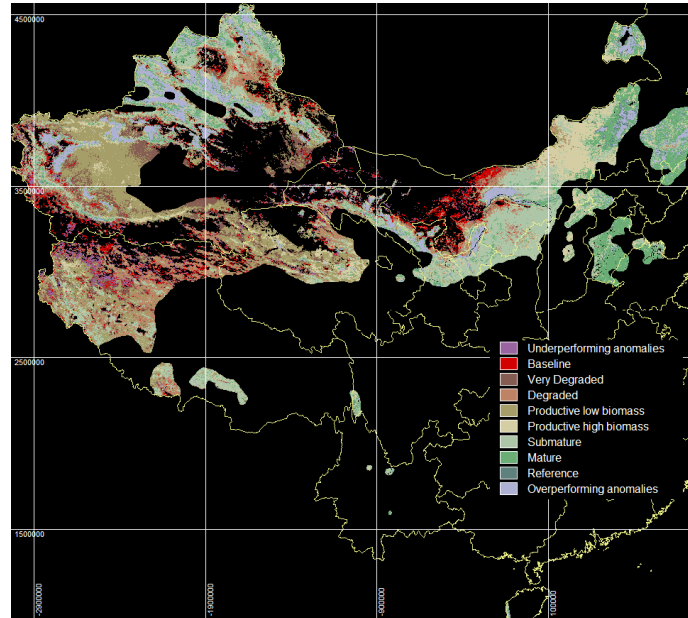 4500000
3500000
2500000
Underperforming anomalies
Baseline
Very Degraded
Degraded
Productive low biomass
Productive high biomass
Submature
Mature
Reference
Overperforming anomalies
1500000
-2900000
-1900000
-900000
100000